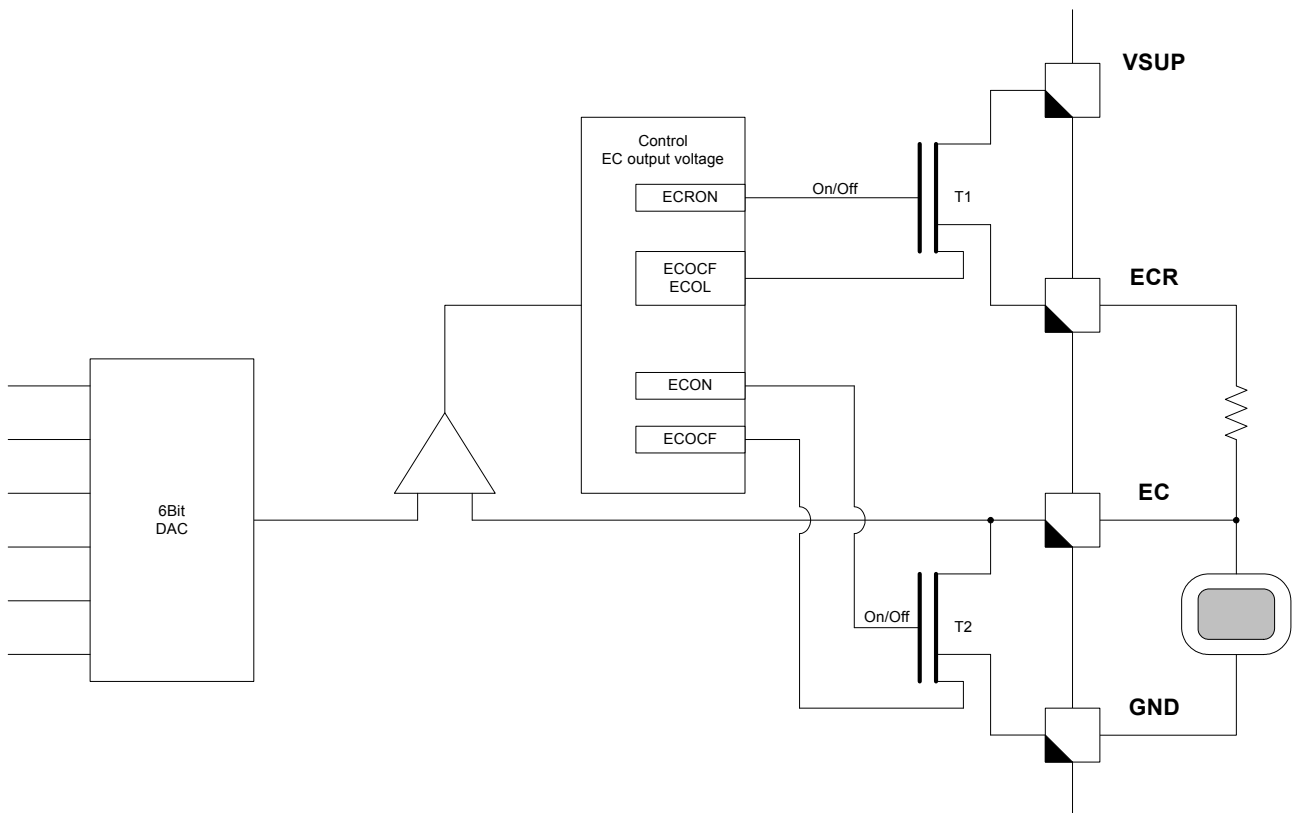 VSUP
Control
EC output voltage
ECRON
On/Off
T1
ECOCF
ECOL
ECR
ECON
ECOCF
6Bit
DAC
EC
On/Off
T2
GND